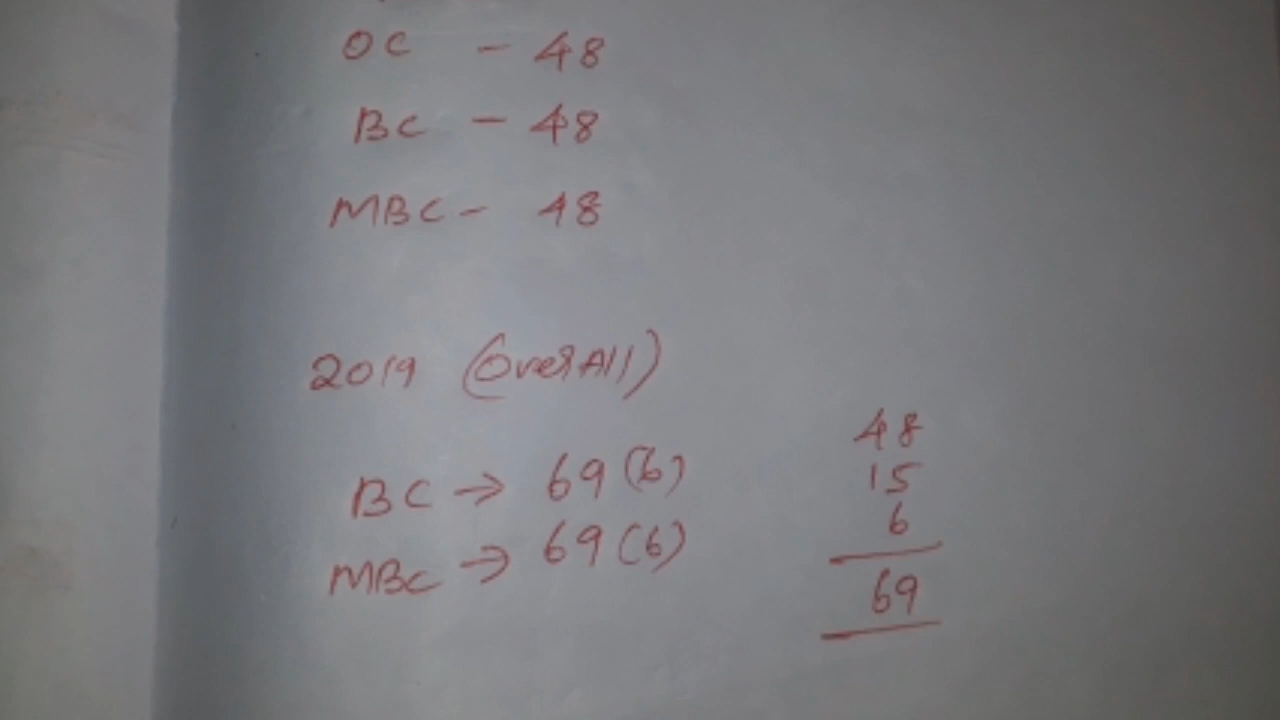 OC - 48
BC - 48
MBC - 48
2019 (OverAll)
BC → 69 (6)
MBC → 69 (6)
48
15
6
69